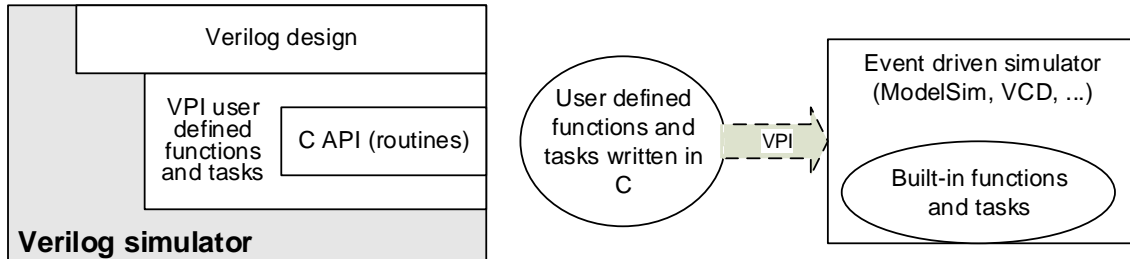 Verilog design
VPI user
defined
functions
and tasks
C API (routines)
Verilog simulator
User defined
functions and
tasks written in
C
VPI
Event driven simulator
(ModelSim, VCD, ...)
Built-in functions
and tasks